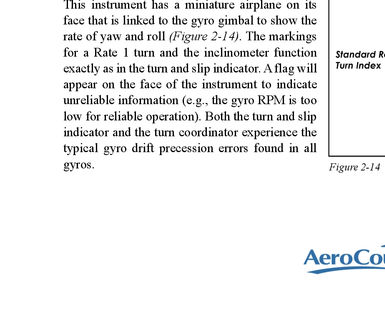 This instrument has a miniature airplane on its
face that is linked to the gyro gimbal to show the
rate of yaw and roll (Figure 2-14). The markings
for a Rate 1 turn and the inclinometer function
exactly as in the turn and slip indicator. A flag will
appear on the face of the instrument to indicate
unreliable information (e.g., the gyro RPM is too
low for reliable operation). Both the turn and slip
indicator and the turn coordinator experience the
typical gyro drift precession errors found in all
gyros.
Standard
Turn Index
Figure 2-14